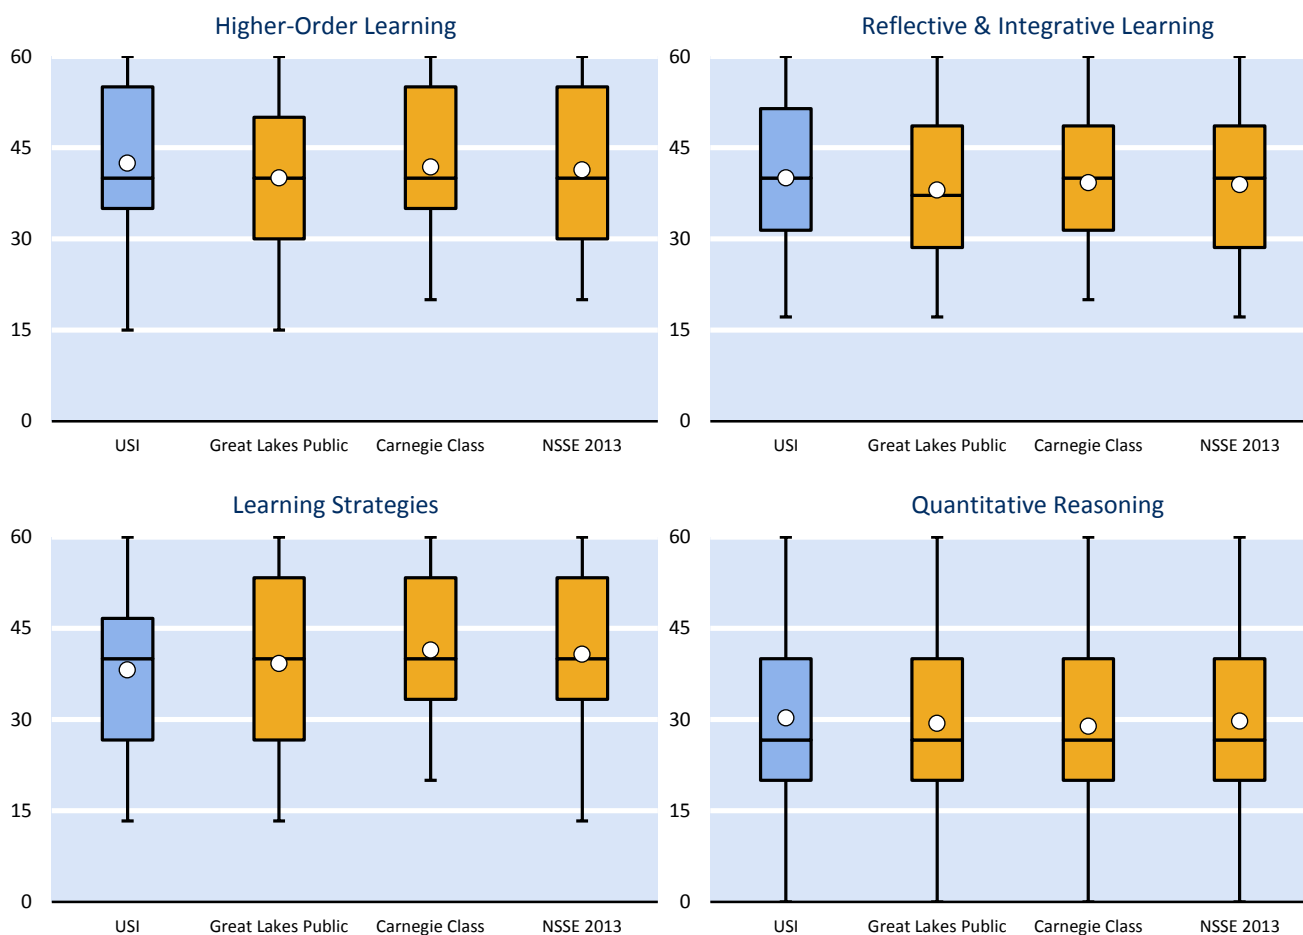 Higher-Order Learning
60
45
30
15
0
USI Great Lakes Public Carnegie Class NSSE 2013
Reflective & Integrative Learning
60
45
30
15
0
USI Great Lakes Public Carnegie Class NSSE 2013
Learning Strategies
60
45
30
15
0
USI Great Lakes Public Carnegie Class NSSE 2013
Quantitative Reasoning
60
45
30
15
0
USI Great Lakes Public Carnegie Class NSSE 2013